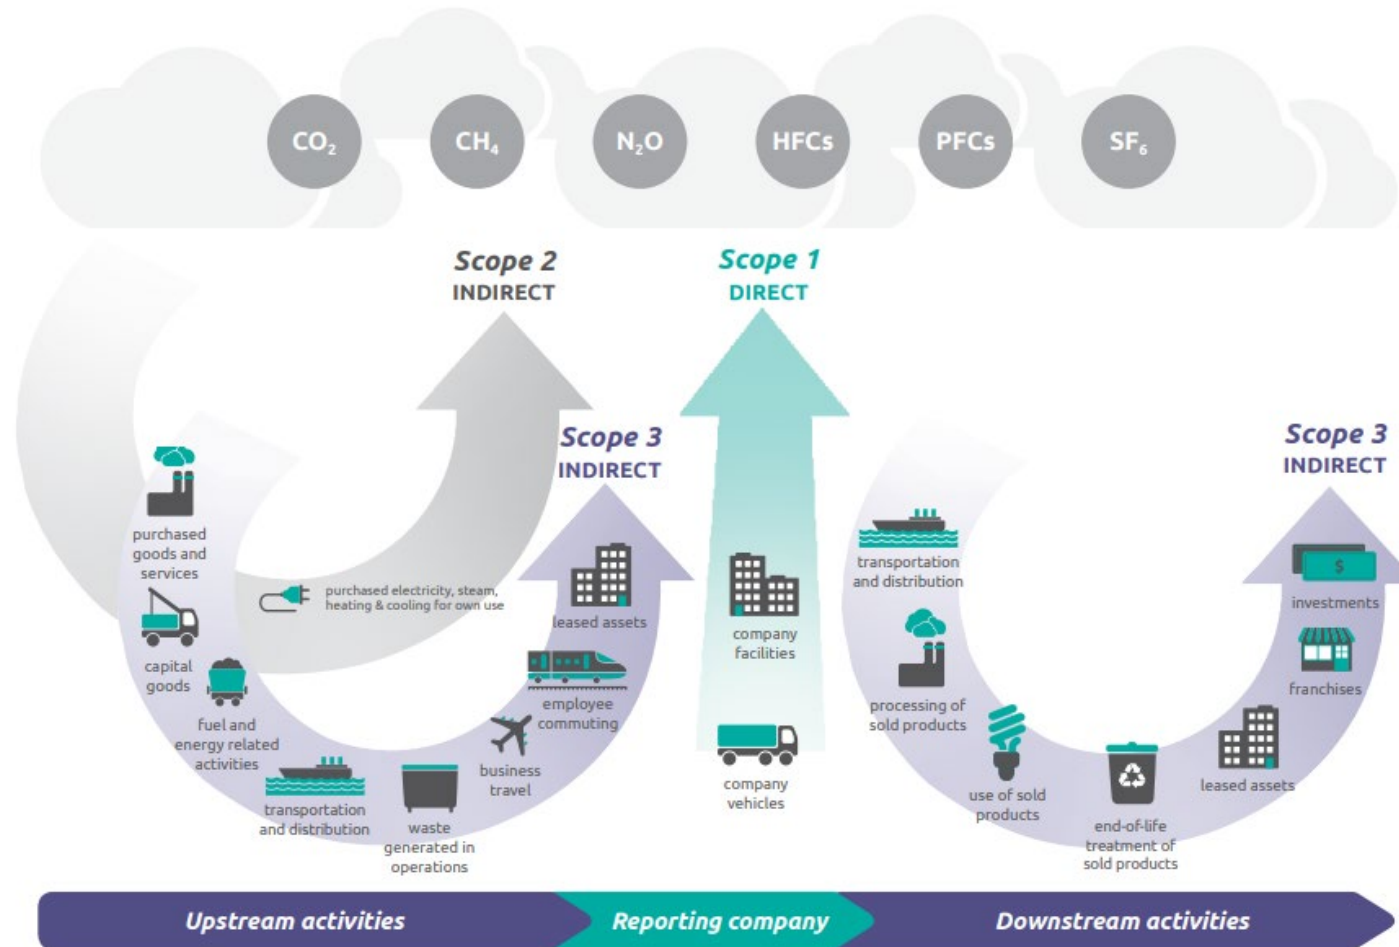 CO₂
CH₄
N₂O
HFCs
PFCs
SF₆
Scope 2
INDIRECT
Scope 1
DIRECT
Scope 3
INDIRECT
Scope 3
INDIRECT
purchased
goods and
services
capital
goods
fuel and
energy related
activities
transportation
and distribution
waste
generated in
operations
business
travel
employee
commuting
leased assets
purchased electricity, steam,
heating & cooling for own use
company
facilities
company
vehicles
transportation
and distribution
processing of
sold products
use of sold
products
end-of-life
treatment of
sold products
leased assets
franchises
$
investments
Upstream activities
Reporting company
Downstream activities